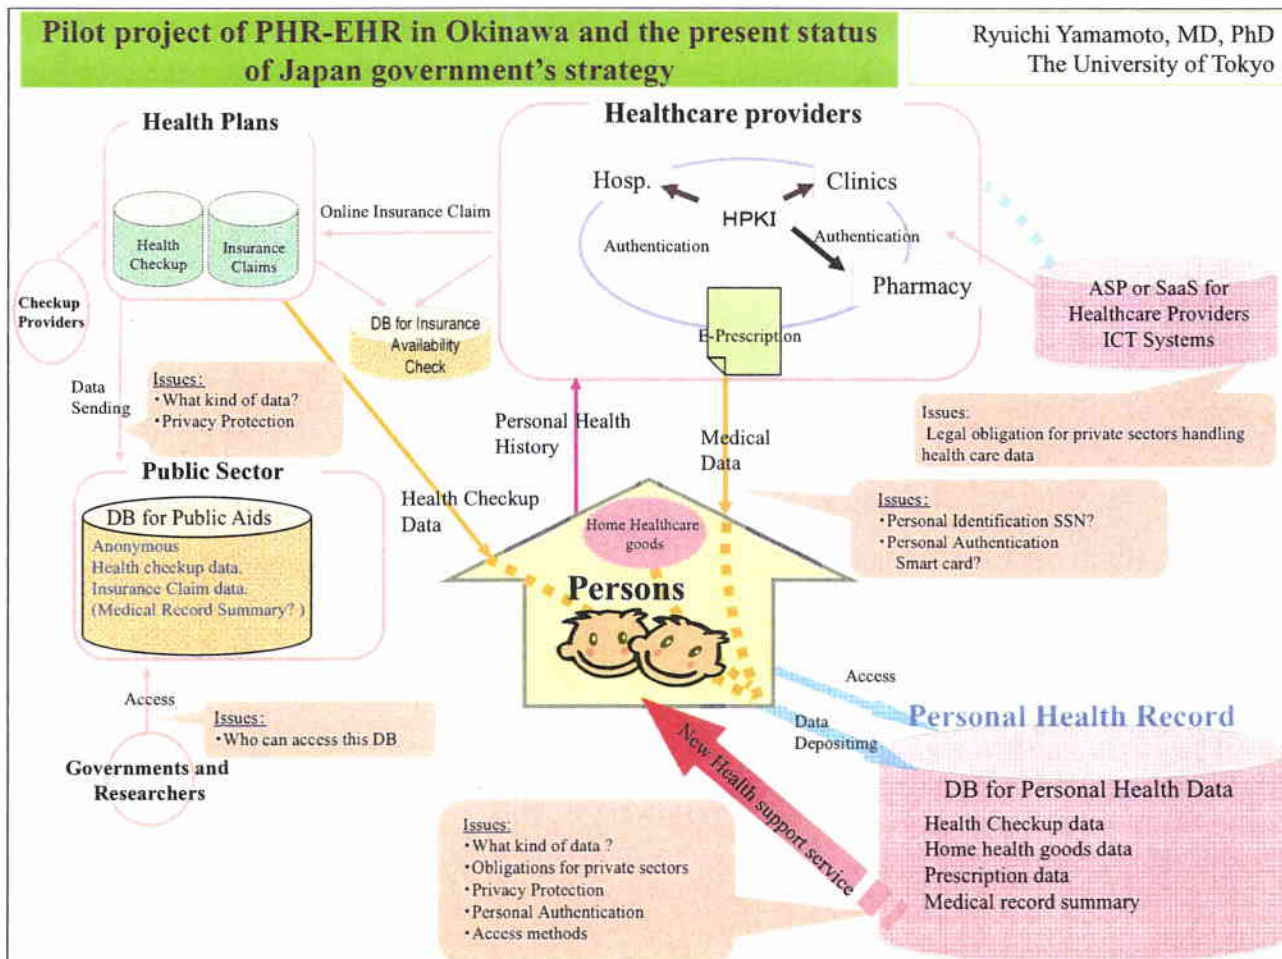 Pilot project of PHR-EHR in Okinawa and the present status
of Japan government's strategy
Ryuichi Yamamoto, MD, PhD
The University of Tokyo
Health Plans
Health
Checkup
Insurance
Claims
Online Insurance Claim
Healthcare providers
Hosp.
Clinics
HPKI
Authentication
Authentication
Pharmacy
E-Prescription
Checkup
Providers
DB for Insurance
Availability
Check
ASP or SaaS for
Healthcare Providers
ICT Systems
Data
Sending
Issues:
・What kind of data?
・Privacy Protection
Personal Health
History
Medical
Data
Issues:
Legal obligation for private sectors handling
health care data
Public Sector
DB for Public Aids
Anonymous
Health checkup data.
Insurance Claim data.
(Medical Record Summary? )
Health Checkup
Data
Home Healthcare
goods
Persons
Issues:
・Personal Identification SSN?
・Personal Authentication
Smart card?
Access
Issues:
・Who can access this DB
Governments and
Researchers
Access
Data
Depositimg
New Health support
service
Personal Health Record
DB for Personal Health Data
Health Checkup data
Home health goods data
Prescription data
Medical record summary
Issues:
・What kind of data ?
・Obligations for private sectors
・Privacy Protection
・Personal Authentication
・Access methods